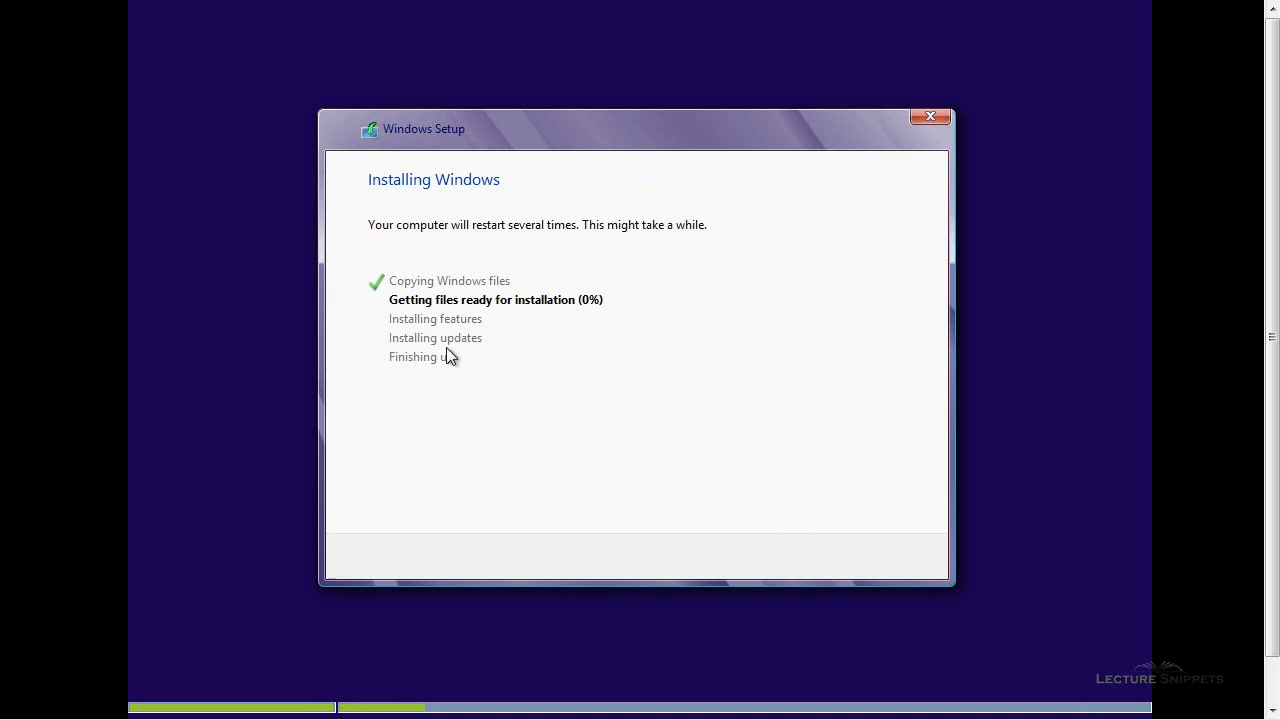 Windows Setup
Installing Windows
Your computer will restart several times. This might take a while.
Copying Windows files
Getting files ready for installation (0%)
Installing features
Installing updates
Finishing u
LECTURE SNIPPETS